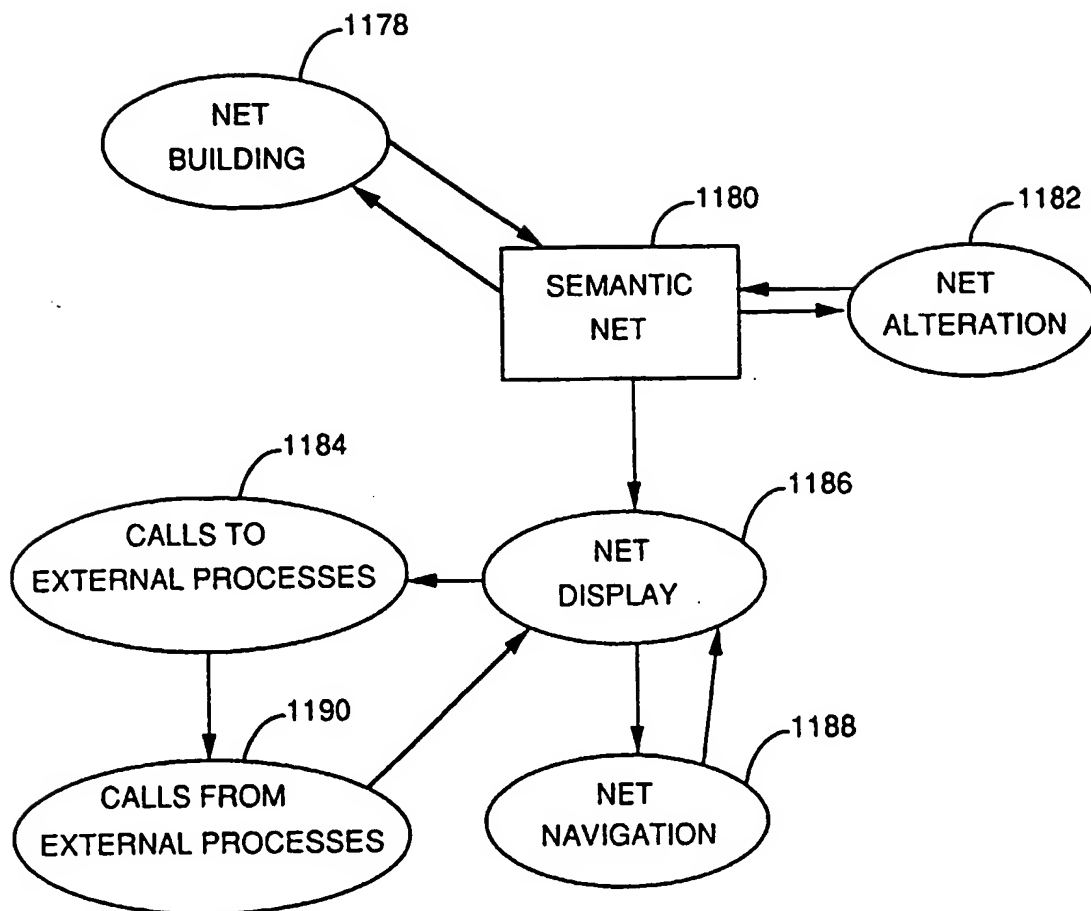 1178
NET
BUILDING
1180
SEMANTIC
NET
1182
NET
ALTERATION
1184
CALLS TO
EXTERNAL PROCESSES
1186
NET
DISPLAY
1190
CALLS FROM
EXTERNAL PROCESSES
1188
NET
NAVIGATION